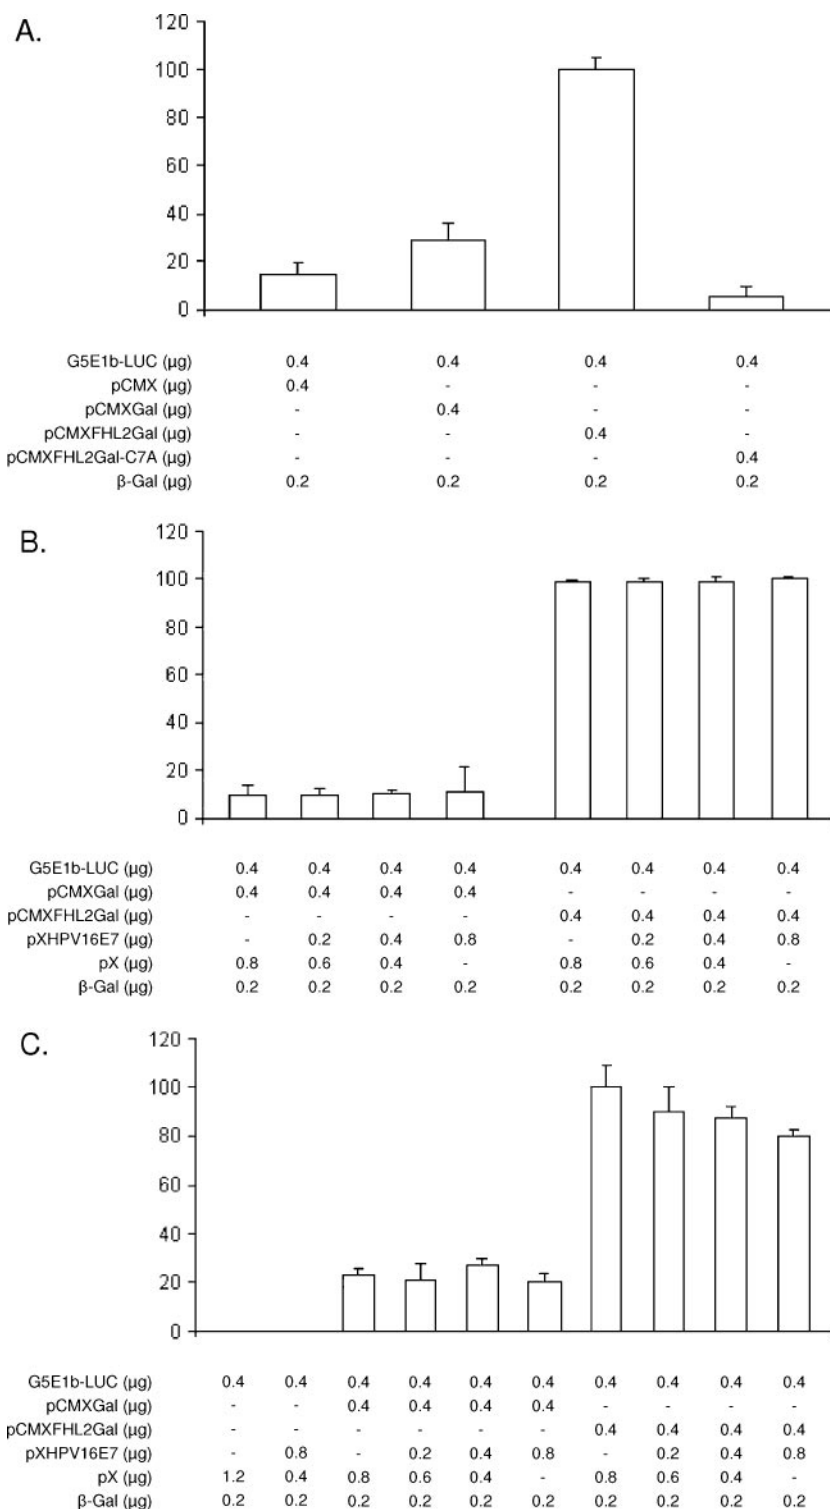 A.
120
100
80
60
40
20
0
G5E1b-LUC (µg) 0.4 0.4 0.4 0.4
pCMX (µg) 0.4 - - -
pCMXGal (µg) - 0.4 - -
pCMXFHL2Gal (µg) - - 0.4 -
pCMXFHL2Gal-C7A (µg) - - - 0.4
β-Gal (µg) 0.2 0.2 0.2 0.2
B.
120
100
80
60
40
20
0
G5E1b-LUC (µg) 0.4 0.4 0.4 0.4 0.4 0.4 0.4 0.4
pCMXGal (µg) 0.4 0.4 0.4 0.4 - - - -
pCMXFHL2Gal (µg) - - - - 0.4 0.4 0.4 0.4
pXHPV16E7 (µg) - 0.2 0.4 0.8 - 0.2 0.4 0.8
pX (µg) 0.8 0.6 0.4 - 0.8 0.6 0.4 -
β-Gal (µg) 0.2 0.2 0.2 0.2 0.2 0.2 0.2 0.2
C.
120
100
80
60
40
20
0
G5E1b-LUC (µg) 0.4 0.4 0.4 0.4 0.4 0.4 0.4 0.4 0.4 0.4
pCMXGal (µg) - - 0.4 0.4 0.4 0.4 - - - -
pCMXFHL2Gal (µg) - - - - - - 0.4 0.4 0.4 0.4
pXHPV16E7 (µg) - 0.8 - 0.2 0.4 0.8 - 0.2 0.4 0.8
pX (µg) 1.2 0.4 0.8 0.6 0.4 - 0.8 0.6 0.4 -
β-Gal (µg) 0.2 0.2 0.2 0.2 0.2 0.2 0.2 0.2 0.2 0.2